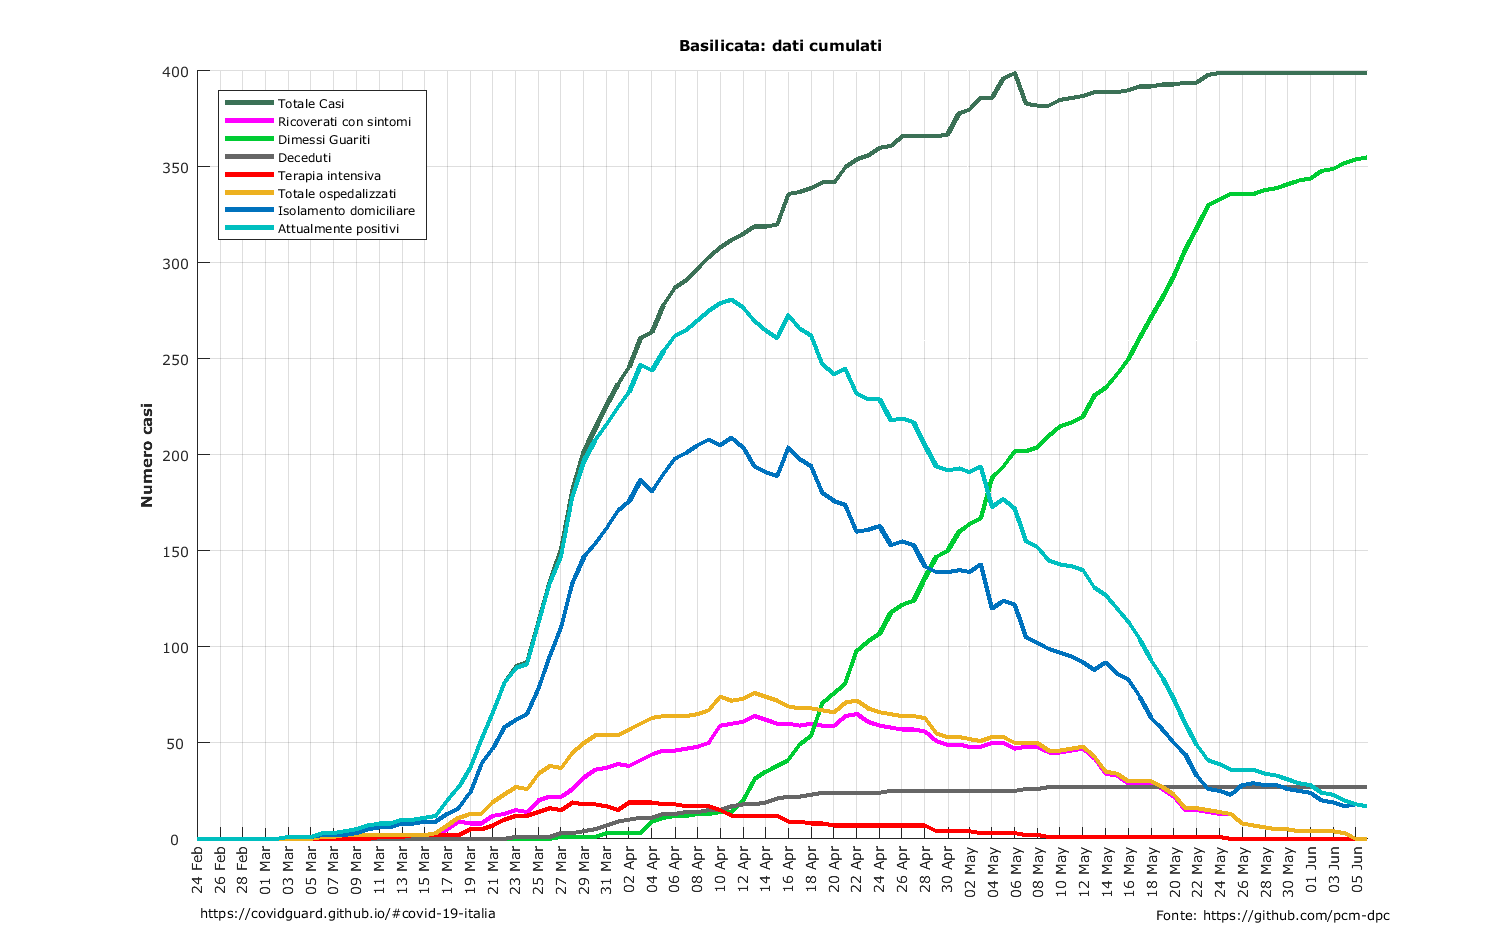 Basilicata: dati cumulati
400
350
300
250
200
150
100
50
0
Numero casi
Totale Casi
Ricoverati con sintomi
Dimessi Guariti
Deceduti
Terapia intensiva
Totale ospedalizzati
Isolamento domiciliare
Attualmente positivi
24 Feb
26 Feb
28 Feb
01 Mar
03 Mar
05 Mar
07 Mar
09 Mar
11 Mar
13 Mar
15 Mar
17 Mar
19 Mar
21 Mar
23 Mar
25 Mar
27 Mar
29 Mar
31 Mar
02 Apr
04 Apr
06 Apr
08 Apr
10 Apr
12 Apr
14 Apr
16 Apr
18 Apr
20 Apr
22 Apr
24 Apr
26 Apr
28 Apr
30 Apr
02 May
04 May
06 May
08 May
10 May
12 May
14 May
16 May
18 May
20 May
22 May
24 May
26 May
28 May
30 May
01 Jun
03 Jun
05 Jun
https://covidguard.github.io/#covid-19-italia
Fonte: https://github.com/pcm-dpc